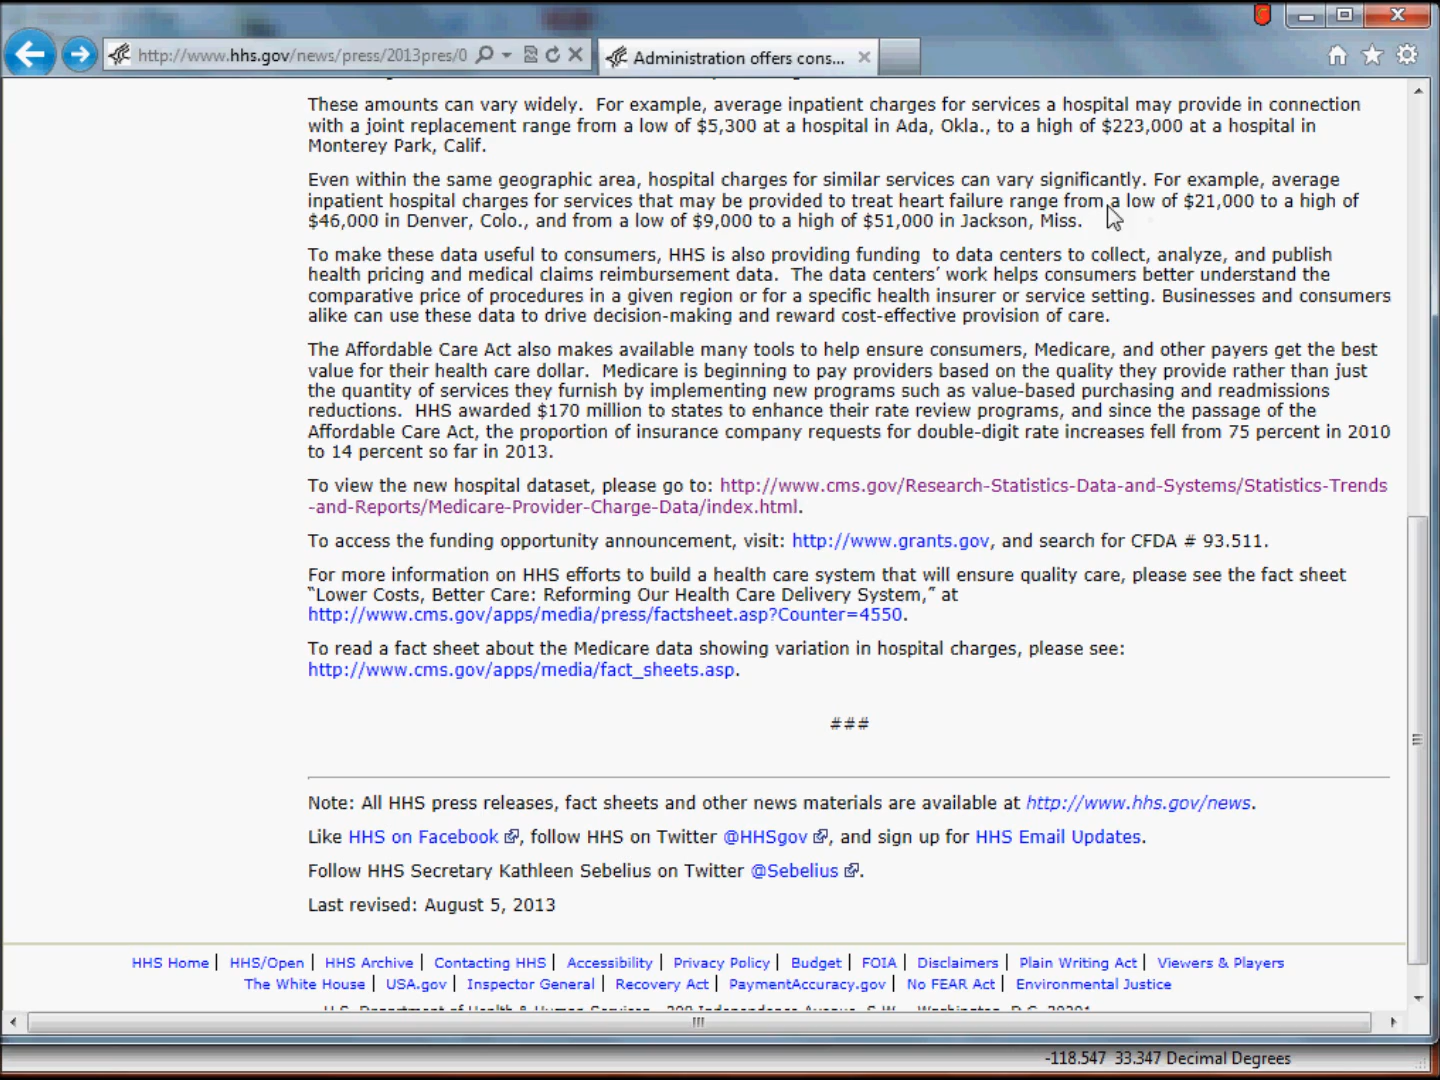 http://www.hhs.gov/news/press/2013pres/0
Administration offers cons...
These amounts can vary widely.  For example, average inpatient charges for services a hospital may provide in connection
with a joint replacement range from a low of $5,300 at a hospital in Ada, Okla., to a high of $223,000 at a hospital in
Monterey Park, Calif.
Even within the same geographic area, hospital charges for similar services can vary significantly. For example, average
inpatient hospital charges for services that may be provided to treat heart failure range from a low of $21,000 to a high of
$46,000 in Denver, Colo., and from a low of $9,000 to a high of $51,000 in Jackson, Miss.
To make these data useful to consumers, HHS is also providing funding  to data centers to collect, analyze, and publish
health pricing and medical claims reimbursement data.  The data centers’ work helps consumers better understand the
comparative price of procedures in a given region or for a specific health insurer or service setting. Businesses and consumers
alike can use these data to drive decision-making and reward cost-effective provision of care.
The Affordable Care Act also makes available many tools to help ensure consumers, Medicare, and other payers get the best
value for their health care dollar.  Medicare is beginning to pay providers based on the quality they provide rather than just
the quantity of services they furnish by implementing new programs such as value-based purchasing and readmissions
reductions.  HHS awarded $170 million to states to enhance their rate review programs, and since the passage of the
Affordable Care Act, the proportion of insurance company requests for double-digit rate increases fell from 75 percent in 2010
to 14 percent so far in 2013.
To view the new hospital dataset, please go to: http://www.cms.gov/Research-Statistics-Data-and-Systems/Statistics-Trends
-and-Reports/Medicare-Provider-Charge-Data/index.html.
To access the funding opportunity announcement, visit: http://www.grants.gov, and search for CFDA # 93.511.
For more information on HHS efforts to build a health care system that will ensure quality care, please see the fact sheet
“Lower Costs, Better Care: Reforming Our Health Care Delivery System,” at
http://www.cms.gov/apps/media/press/factsheet.asp?Counter=4550.
To read a fact sheet about the Medicare data showing variation in hospital charges, please see:
http://www.cms.gov/apps/media/fact_sheets.asp.
###
Note: All HHS press releases, fact sheets and other news materials are available at http://www.hhs.gov/news.
Like HHS on Facebook, follow HHS on Twitter @HHSgov, and sign up for HHS Email Updates.
Follow HHS Secretary Kathleen Sebelius on Twitter @Sebelius.
Last revised: August 5, 2013
HHS Home | HHS/Open | HHS Archive | Contacting HHS | Accessibility | Privacy Policy | Budget | FOIA | Disclaimers | Plain Writing Act | Viewers & Players
The White House | USA.gov | Inspector General | Recovery Act | PaymentAccuracy.gov | No FEAR Act | Environmental Justice
U.S. Department of Health & Human Services - 200 Independence Avenue, S.W. - Washington, D.C. 20201
-118.547  33.347 Decimal Degrees